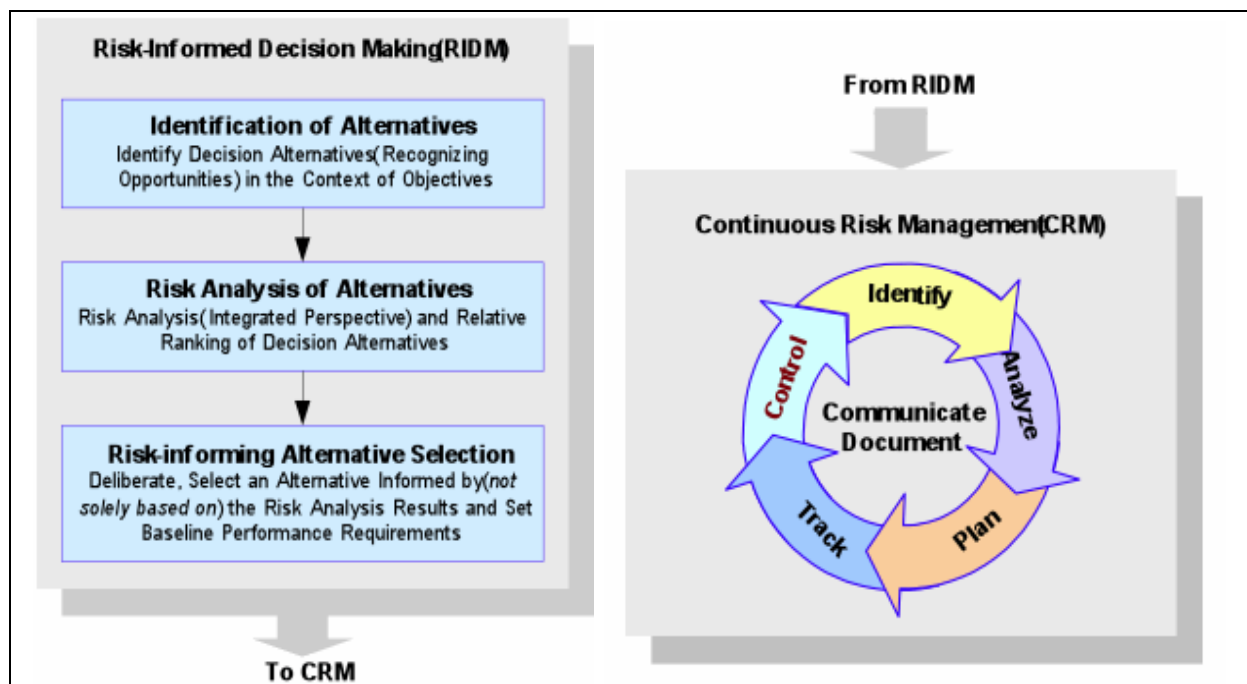 Risk-Informed Decision Making(RIDM)
Identification of Alternatives
Identify Decision Alternatives(Recognizing
Opportunities) in the Context of Objectives
Risk Analysis of Alternatives
Risk Analysis(Integrated Perspective) and Relative
Ranking of Decision Alternatives
Risk-informing Alternative Selection
Deliberate, Select an Alternative Informed by(not
solely based on) the Risk Analysis Results and Set
Baseline Performance Requirements
To CRM
From RIDM
Continuous Risk Management(CRM)
Identify
Analyze
Plan
Track
Control
Communicate
Document